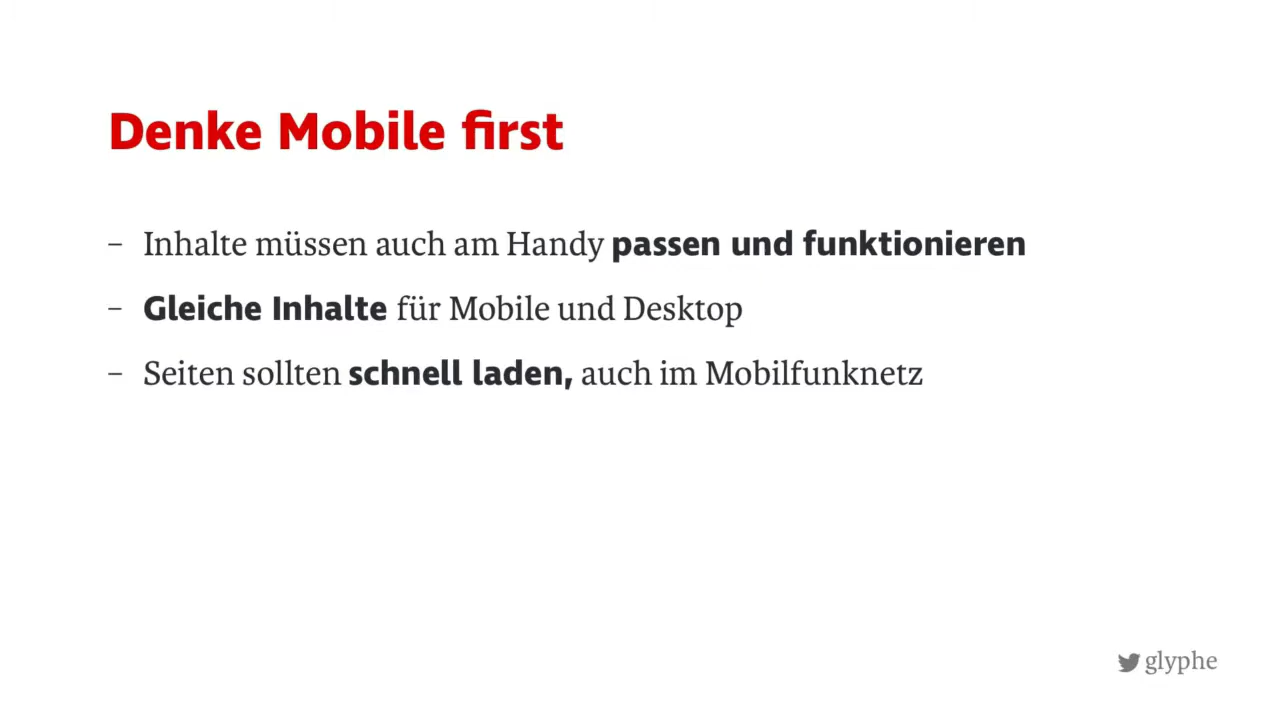 Denke Mobile first
– Inhalte müssen auch am Handy passen und funktionieren
– Gleiche Inhalte für Mobile und Desktop
– Seiten sollten schnell laden, auch im Mobilfunknetz
glyphe